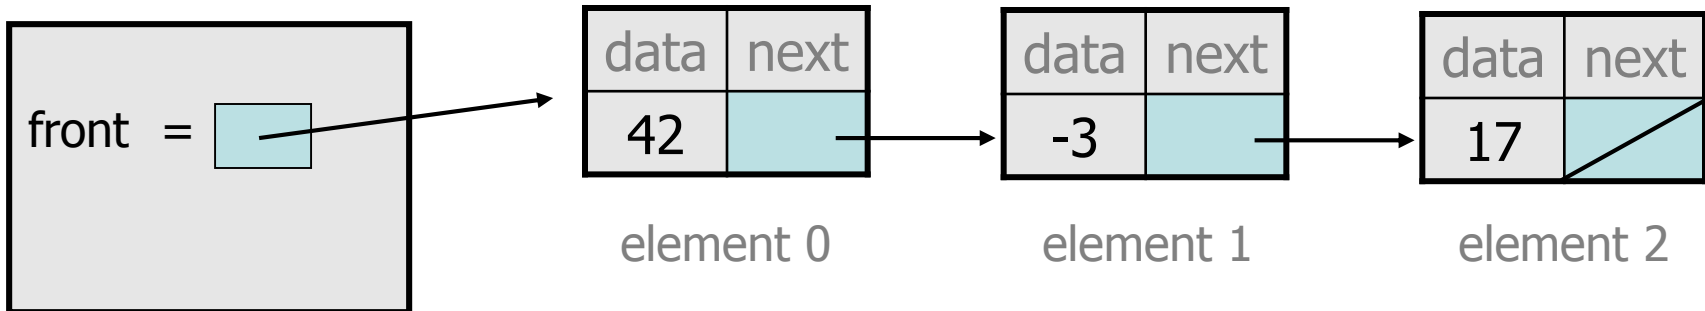 data next
data next
data next
front =
42
-3
17
element 0
element 1
element 2